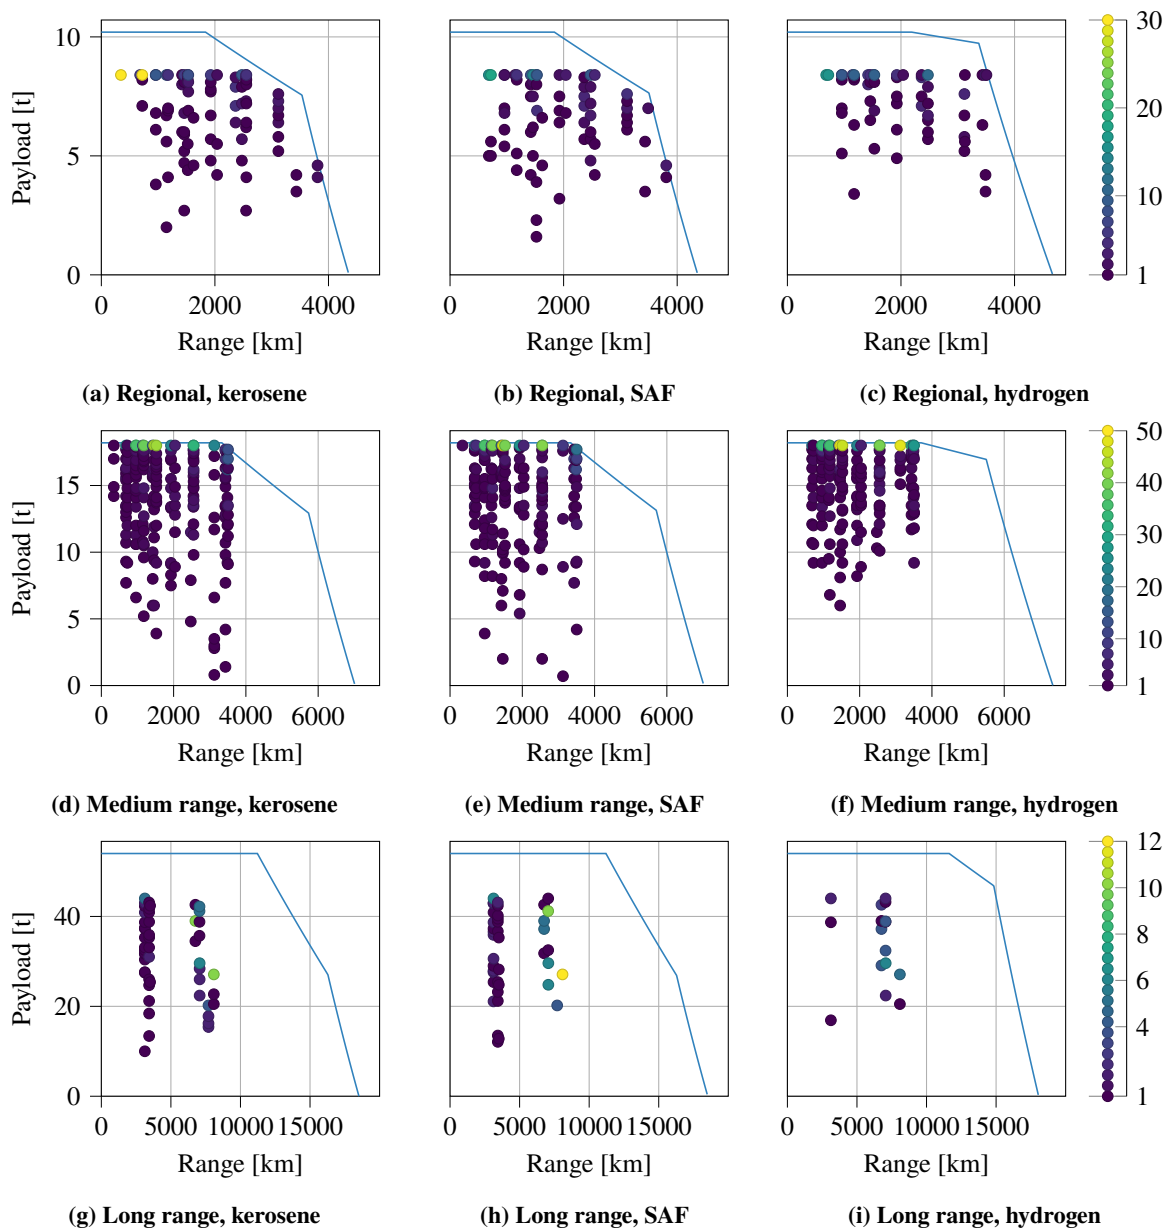 10
5
0
Payload [t]
0 2000 4000
Range [km]
(a) Regional, kerosene
0 2000 4000
Range [km]
(b) Regional, SAF
0 2000 4000
Range [km]
(c) Regional, hydrogen
30
20
10
1
15
10
5
0
Payload [t]
0 2000 4000 6000
Range [km]
(d) Medium range, kerosene
0 2000 4000 6000
Range [km]
(e) Medium range, SAF
0 2000 4000 6000
Range [km]
(f) Medium range, hydrogen
50
40
30
20
10
1
40
20
0
Payload [t]
0 5000 10000 15000
Range [km]
(g) Long range, kerosene
0 5000 10000 15000
Range [km]
(h) Long range, SAF
0 5000 10000 15000
Range [km]
(i) Long range, hydrogen
12
10
8
6
4
1